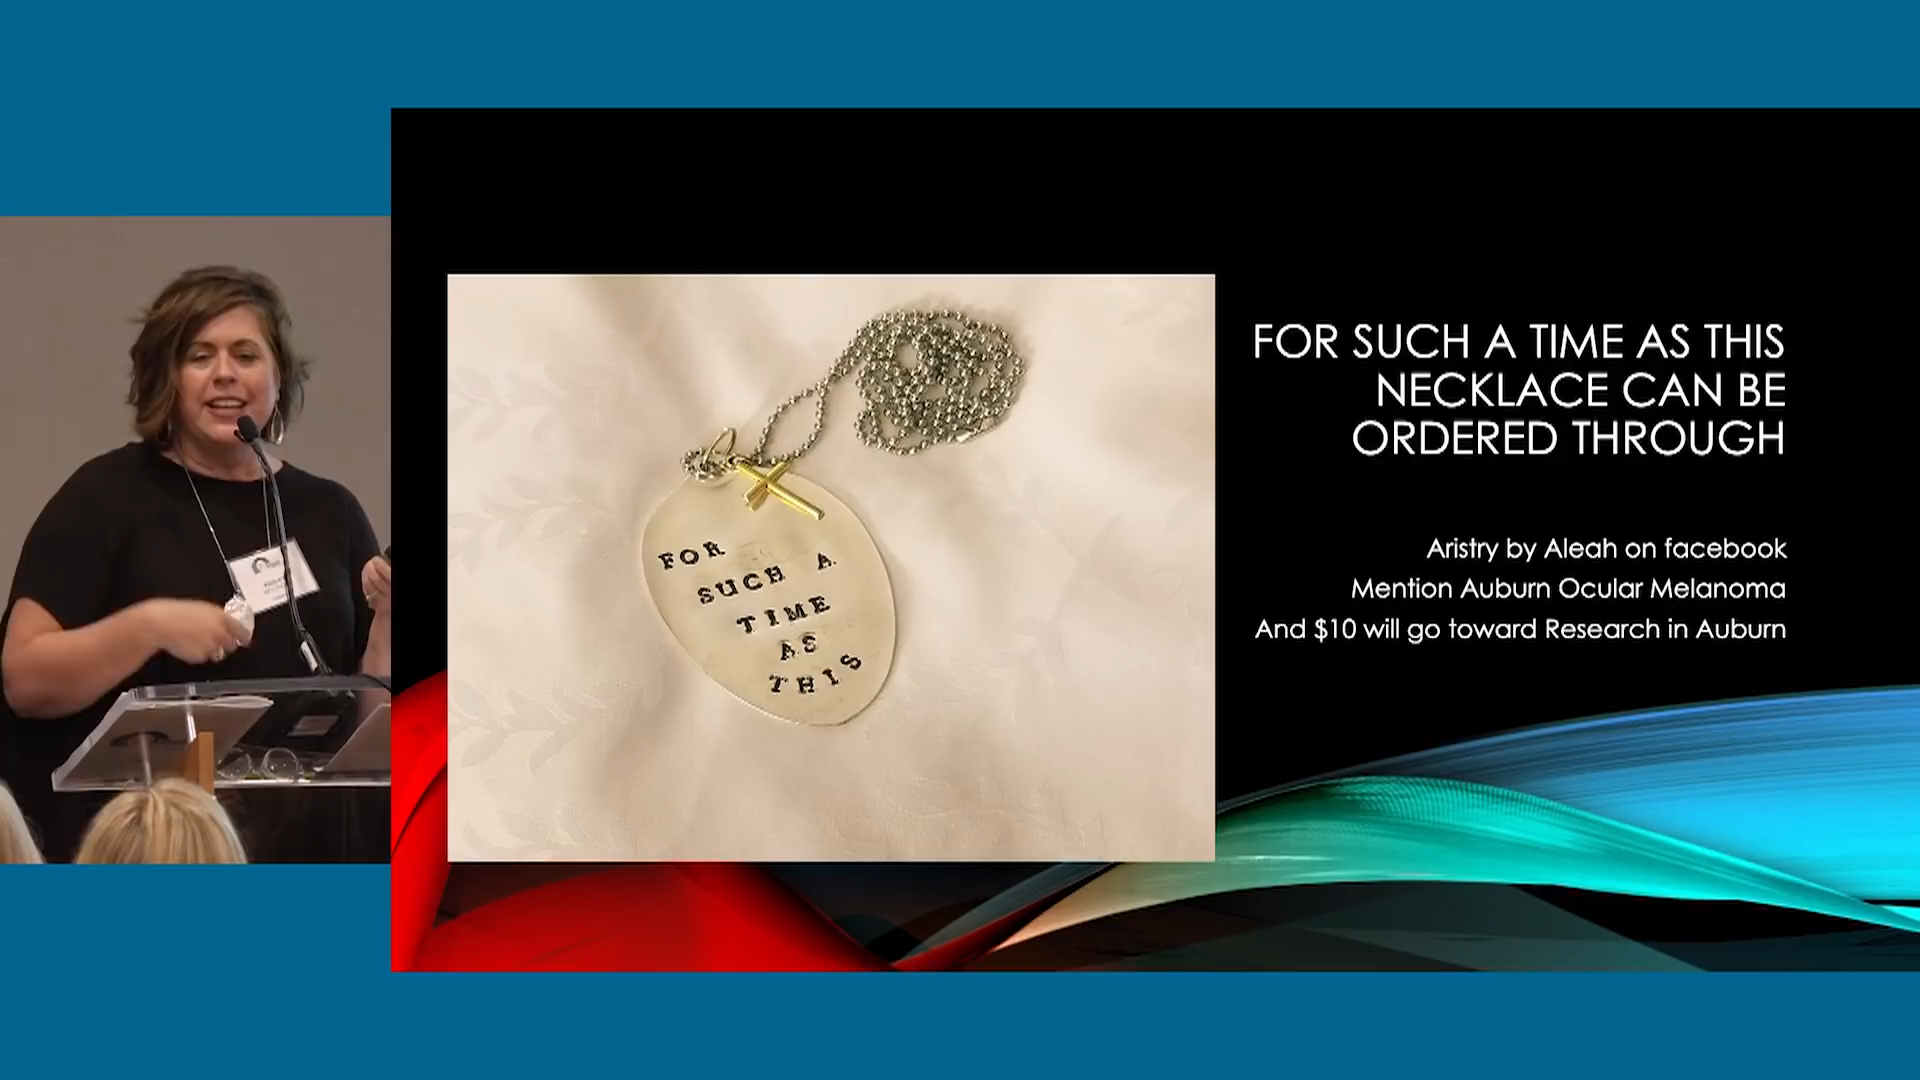 FOR
SUCH A
TIME
AS
THIS
FOR SUCH A TIME AS THIS
NECKLACE CAN BE
ORDERED THROUGH
Aristry by Aleah on facebook
Mention Auburn Ocular Melanoma
And $10 will go toward Research in Auburn